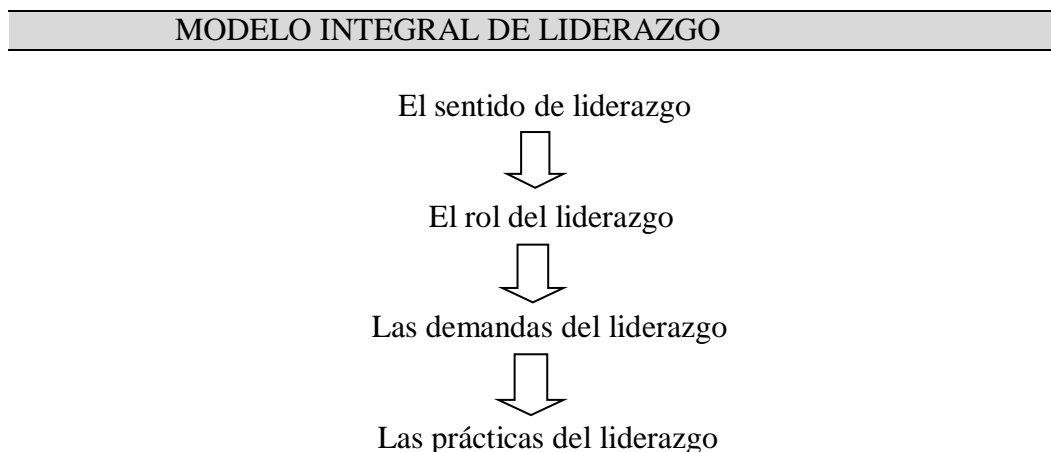 MODELO INTEGRAL DE LIDERAZGO
El sentido de liderazgo
El rol del liderazgo
Las demandas del liderazgo
Las prácticas del liderazgo